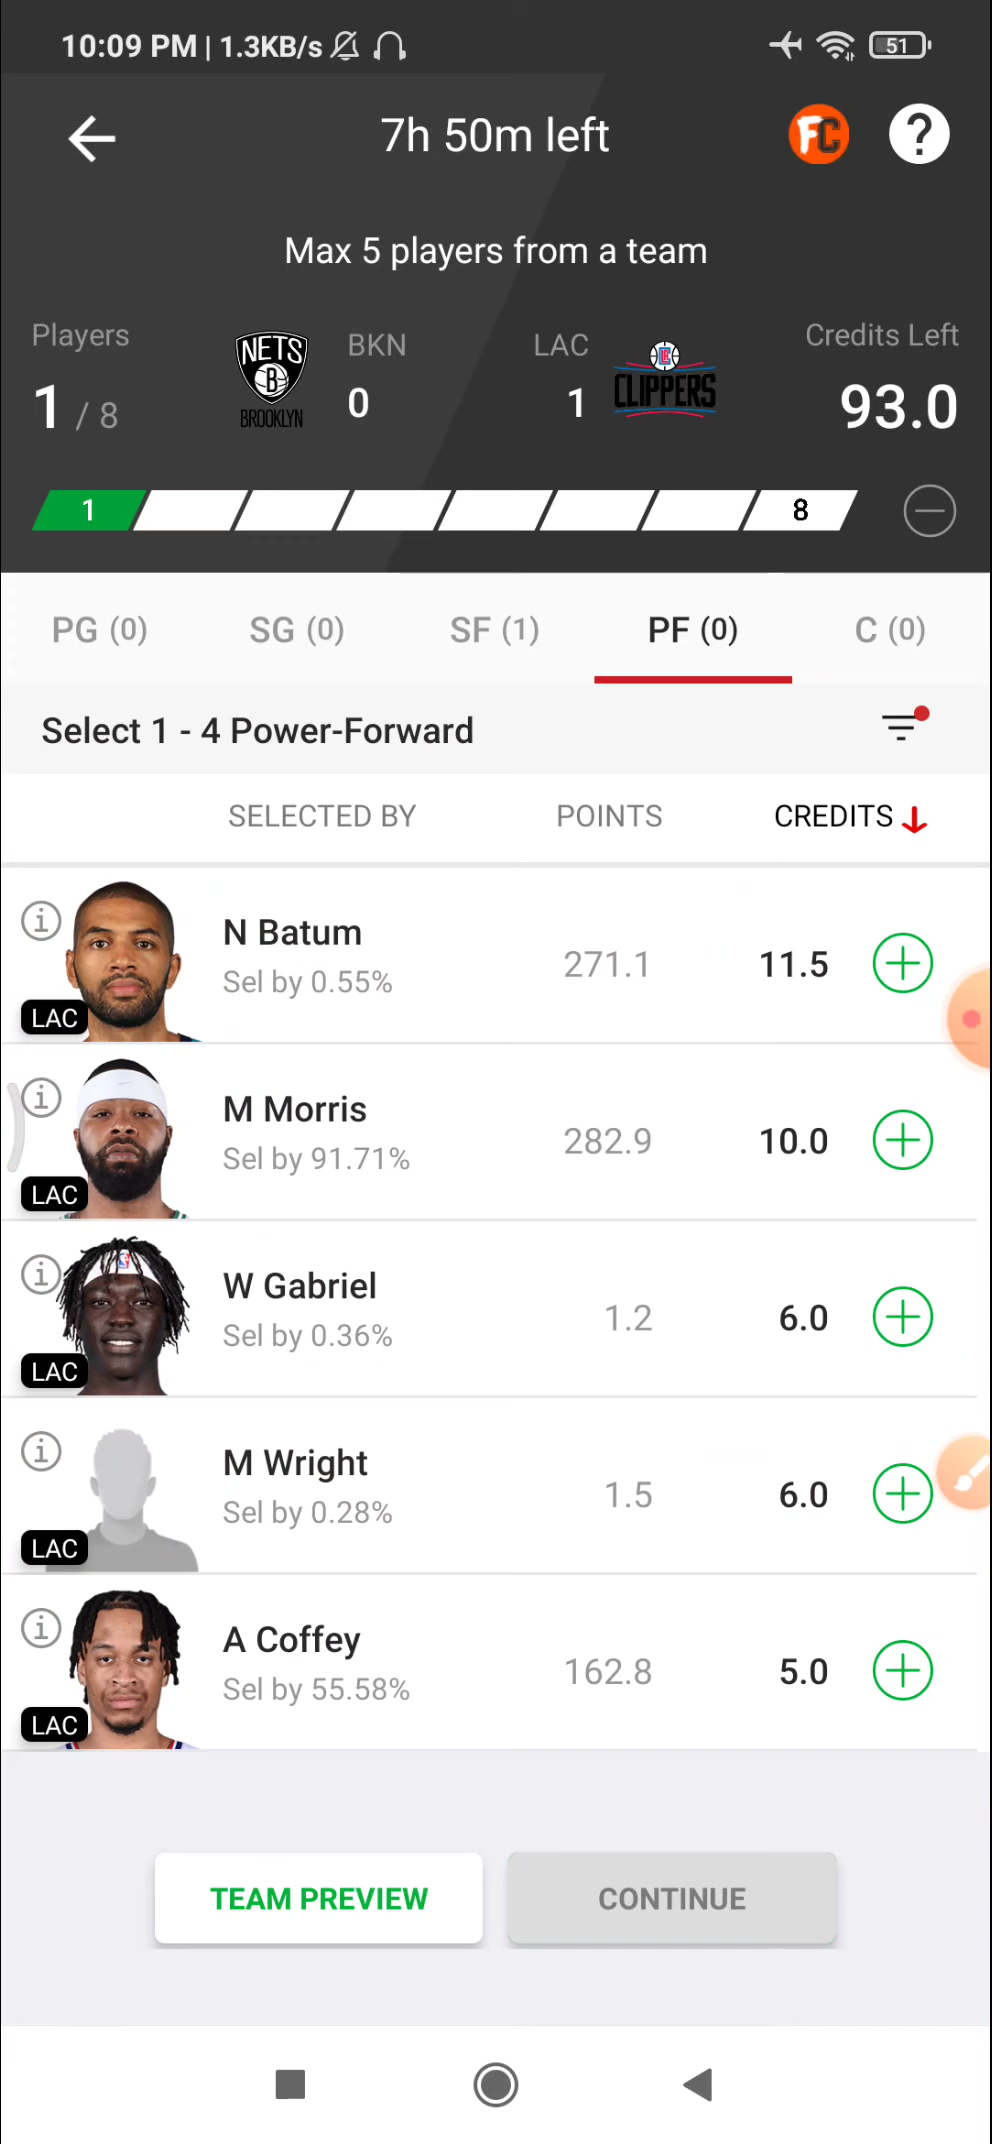 10:09 PM | 1.3KB/s 51
7h 50m left FC ?
Max 5 players from a team
Players BKN LAC Credits Left
NETS B BROOKLYN
CLIPPERS
1 / 8 0 1 93.0
1 8
PG (0) SG (0) SF (1) PF (0) C (0)
Select 1 - 4 Power-Forward
SELECTED BY POINTS CREDITS
N Batum
Sel by 0.55% 271.1 11.5
LAC
M Morris
Sel by 91.71% 282.9 10.0
LAC
W Gabriel
Sel by 0.36% 1.2 6.0
LAC
M Wright
Sel by 0.28% 1.5 6.0
LAC
A Coffey
Sel by 55.58% 162.8 5.0
LAC
TEAM PREVIEW CONTINUE